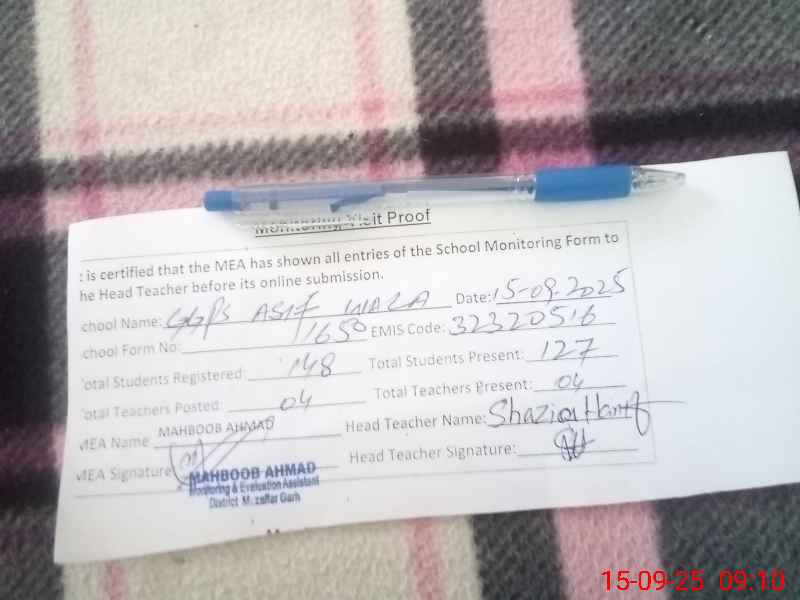 Monitoring Visit Proof
: is certified that the MEA has shown all entries of the School Monitoring Form to
he Head Teacher before its online submission.
chool Name: GGPS ASIF WALA Date: 15-09-2025
chool Form No: 1650 EMIS Code: 32320516
otal Students Registered: 148 Total Students Present: 127
otal Teachers Posted: 04 Total Teachers Present: 04
MEA Name MAHBOOB AHMAD Head Teacher Name: Shazia
MEA Signature Head Teacher Signature:
MAHBOOB AHMAD
Monitoring & Evaluation Assistant
District Muzaffar Garh
15-09-25 09:10